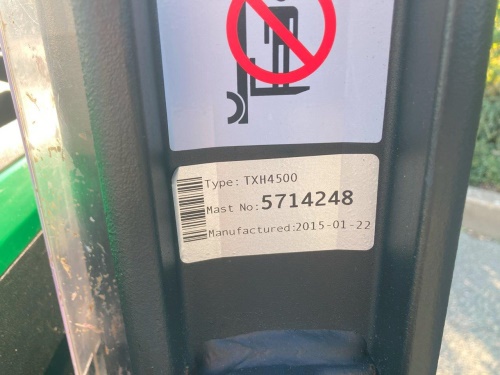 Type: TXH4500
Mast No:5714248
Manufactured:2015-01-22